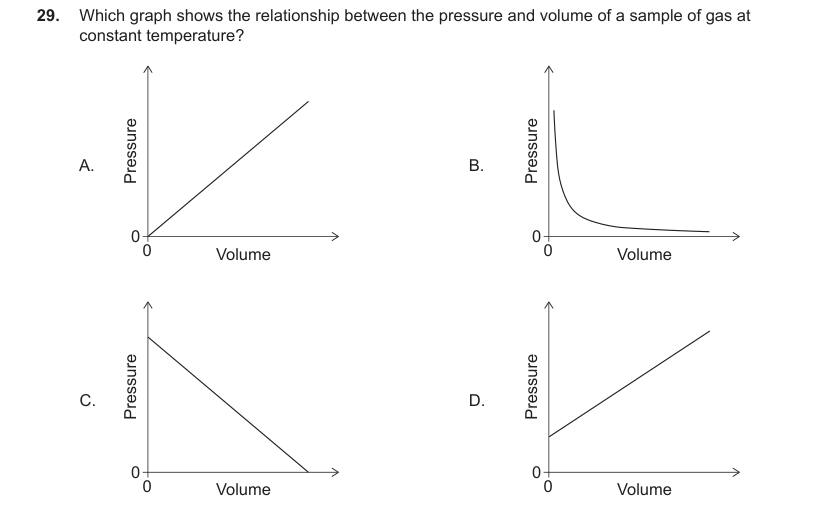 29. Which graph shows the relationship between the pressure and volume of a sample of gas at
constant temperature?
A.
Pressure
0
0
Volume
B.
Pressure
0
0
Volume
C.
Pressure
0
0
Volume
D.
Pressure
0
0
Volume